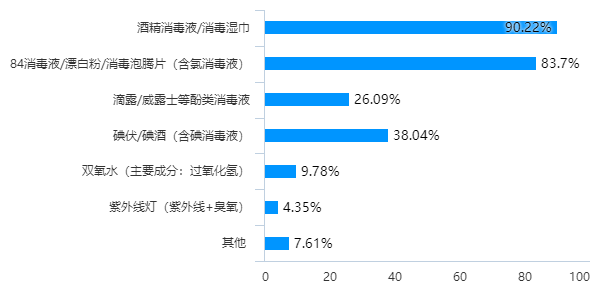 酒精消毒液/消毒湿巾 90.22%
84消毒液/漂白粉/消毒泡腾片（含氯消毒液） 83.7%
滴露/威露士等酚类消毒液 26.09%
碘伏/碘酒（含碘消毒液） 38.04%
双氧水（主要成分：过氧化氢） 9.78%
紫外线灯（紫外线+臭氧） 4.35%
其他 7.61%
0 20 40 60 80 100